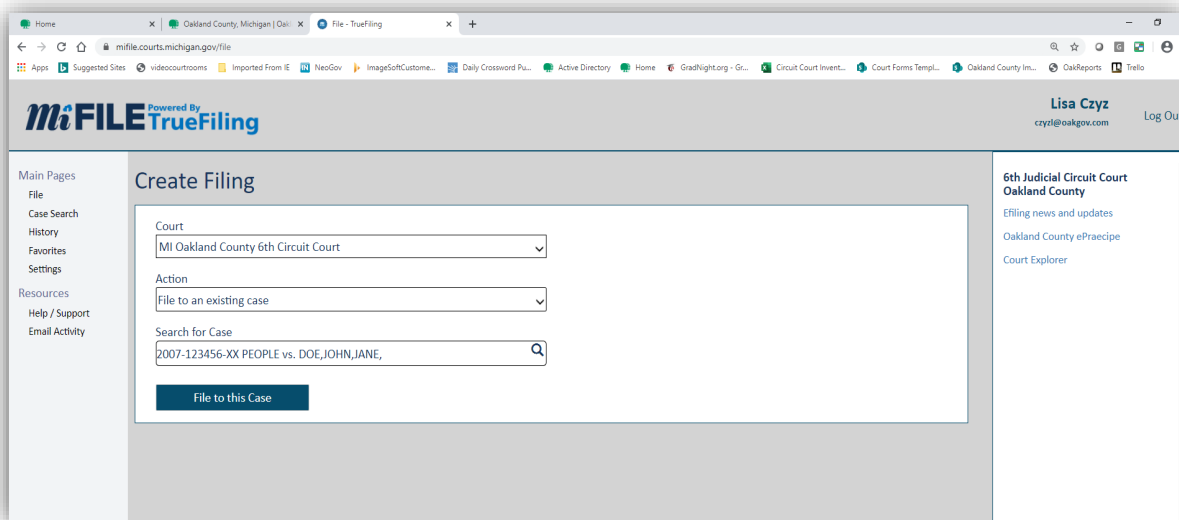 Home
Oakland County, Michigan | Oakl
File - TrueFiling
mifile.courts.michigan.gov/file
Apps
Suggested Sites
videocourtrooms
Imported From IE
NeoGov
ImageSoftCustome...
Daily Crossword Pu...
Active Directory
Home
GradNight.org - Gr...
Circuit Court Invent...
Court Forms Templ...
Oakland County Im...
OakReports
Trello
MiFILE Powered By TrueFiling
Lisa Czyz
czyzl@oakgov.com
Log Ou
Main Pages
File
Case Search
History
Favorites
Settings
Resources
Help / Support
Email Activity
Create Filing
Court
MI Oakland County 6th Circuit Court
Action
File to an existing case
Search for Case
2007-123456-XX PEOPLE vs. DOE,JOHN,JANE,
File to this Case
6th Judicial Circuit Court
Oakland County
Efiling news and updates
Oakland County ePraecipe
Court Explorer